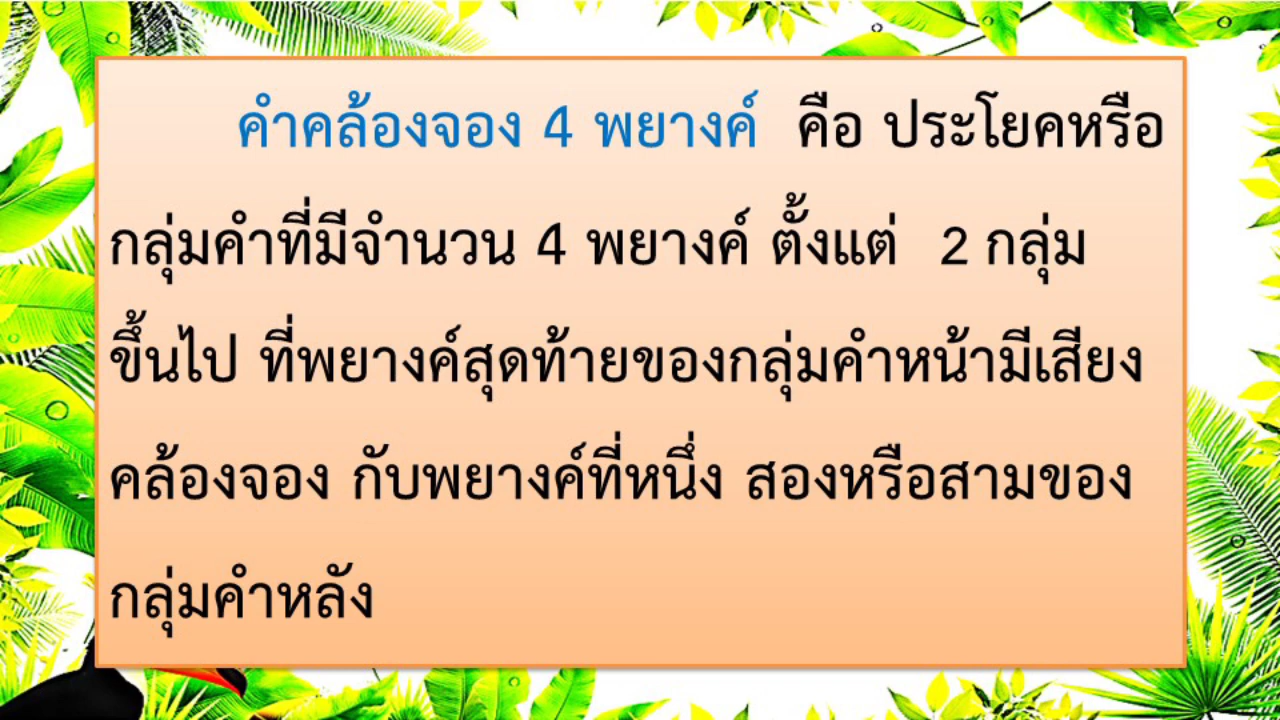 คำคล้องจอง 4 พยางค์ คือ ประโยคหรือ
กลุ่มคำที่มีจำนวน 4 พยางค์ ตั้งแต่ 2 กลุ่ม
ขึ้นไป ที่พยางค์สุดท้ายของกลุ่มคำหน้ามีเสียง
คล้องจอง กับพยางค์ที่หนึ่ง สองหรือสามของ
กลุ่มคำหลัง